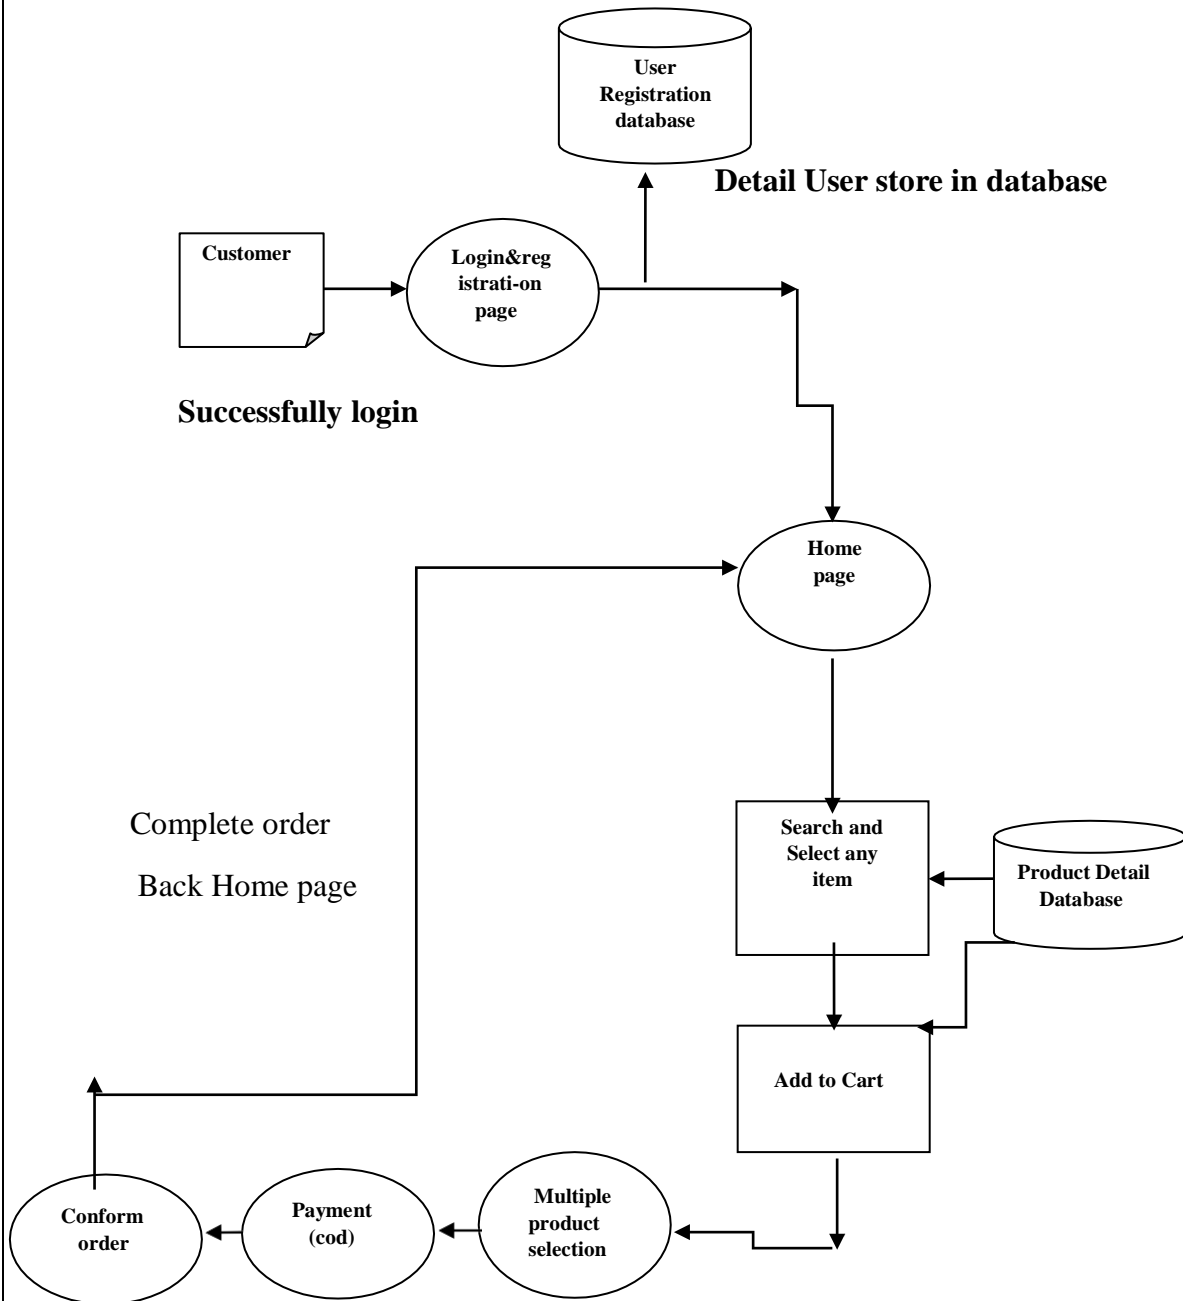 User
Registration
database
Detail User store in database
Customer
Login&reg
istrati-on
page
Successfully login
Home
page
Complete order
Back Home page
Search and
Select any
item
Product Detail
Database
Add to Cart
Conform
order
Payment
(cod)
Multiple
product
selection